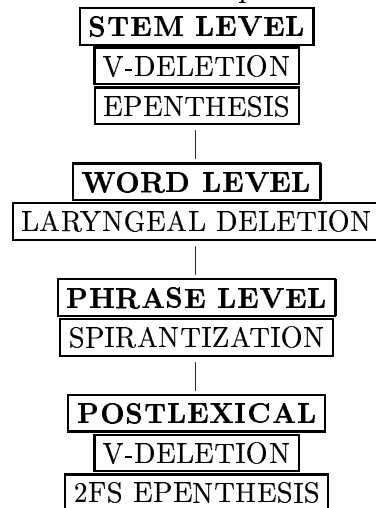 STEM LEVEL
V-DELETION
EPENTHESIS
WORD LEVEL
LARYNGEAL DELETION
PHRASE LEVEL
SPIRANTIZATION
POSTLEXICAL
V-DELETION
2FS EPENTHESIS